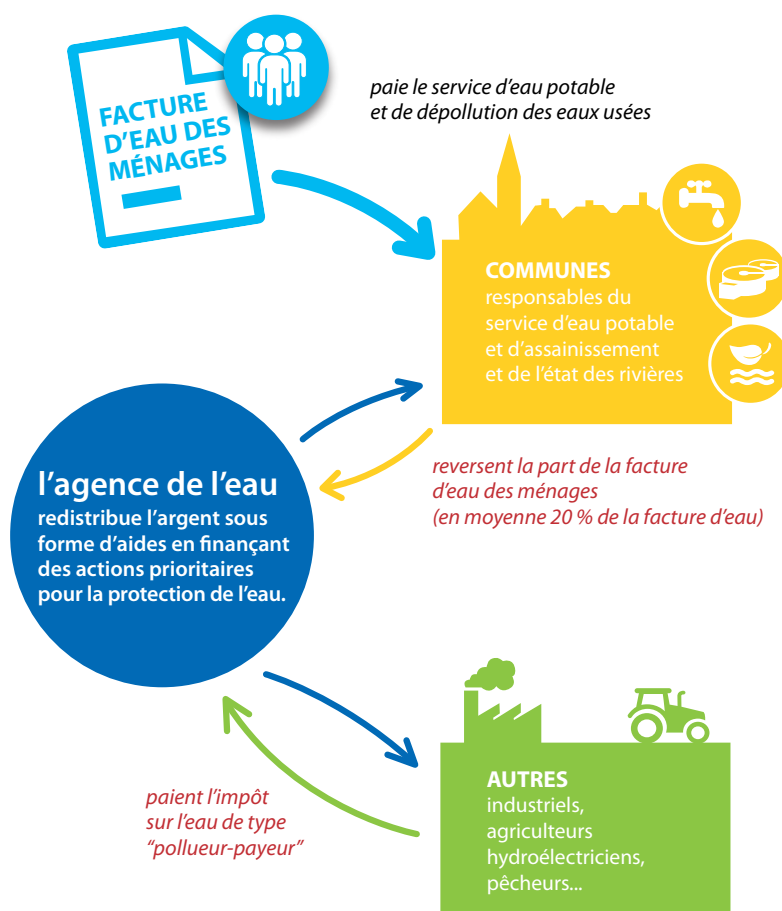 FACTURE
D'EAU DES
MÉNAGES
paie le service d'eau potable
et de dépollution des eaux usées
COMMUNES
responsables du
service d'eau potable
et d'assainissement
et de l'état des rivières
reversent la part de la facture
d'eau des ménages
(en moyenne 20 % de la facture d'eau)
l'agence de l'eau
redistribue l'argent sous
forme d'aides en finançant
des actions prioritaires
pour la protection de l'eau.
paient l'impôt
sur l'eau de type
“pollueur-payeur”
AUTRES
industriels,
agriculteurs
hydroélectriciens,
pêcheurs...